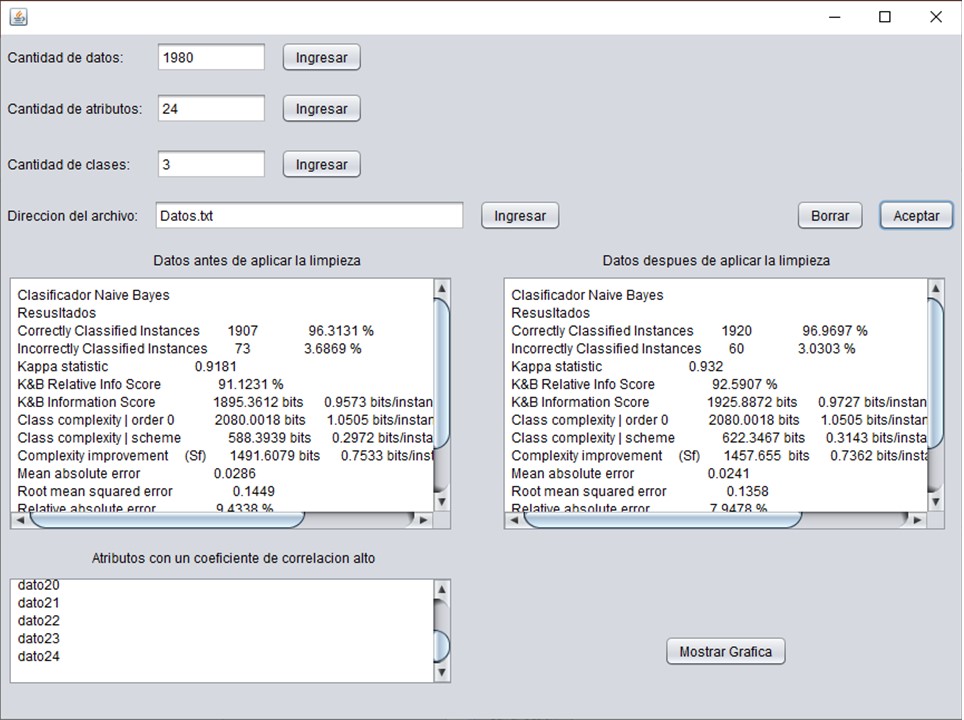 Cantidad de datos: 1980 Ingresar
Cantidad de atributos: 24 Ingresar
Cantidad de clases: 3 Ingresar
Direccion del archivo: Datos.txt Ingresar Borrar Aceptar
Datos antes de aplicar la limpieza
Clasificador Naive Bayes
Resusltados
Correctly Classified Instances 1907 96.3131 %
Incorrectly Classified Instances 73 3.6869 %
Kappa statistic 0.9181
K&B Relative Info Score 91.1231 %
K&B Information Score 1895.3612 bits 0.9573 bits/instan
Class complexity | order 0 2080.0018 bits 1.0505 bits/instar
Class complexity | scheme 588.3939 bits 0.2972 bits/insta
Complexity improvement (Sf) 1491.6079 bits 0.7533 bits/inst
Mean absolute error 0.0286
Root mean squared error 0.1449
Relative absolute error 9.4338 %
Datos despues de aplicar la limpieza
Clasificador Naive Bayes
Resusltados
Correctly Classified Instances 1920 96.9697 %
Incorrectly Classified Instances 60 3.0303 %
Kappa statistic 0.932
K&B Relative Info Score 92.5907 %
K&B Information Score 1925.8872 bits 0.9727 bits/instan
Class complexity | order 0 2080.0018 bits 1.0505 bits/instar
Class complexity | scheme 622.3467 bits 0.3143 bits/insta
Complexity improvement (Sf) 1457.655 bits 0.7362 bits/insta
Mean absolute error 0.0241
Root mean squared error 0.1358
Relative absolute error 7.9478 %
Atributos con un coeficiente de correlacion alto
dato20
dato21
dato22
dato23
dato24
Mostrar Grafica